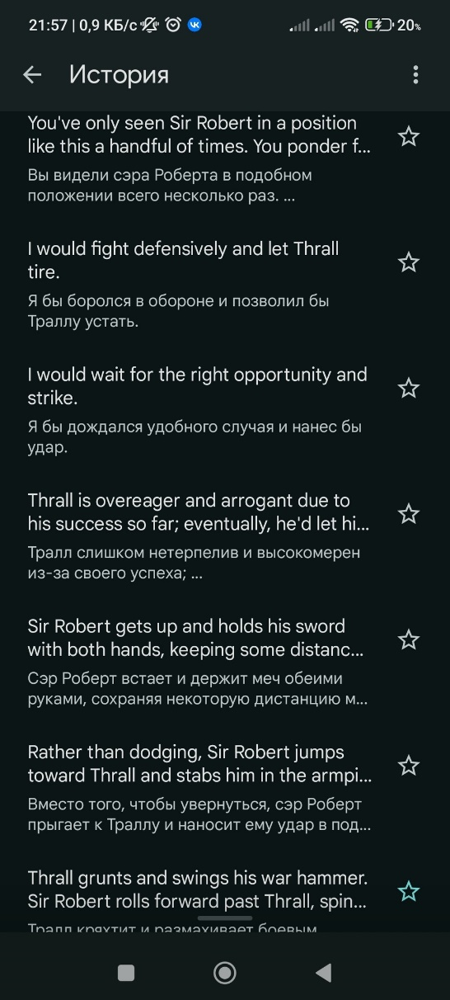 21:57 | 0,9 КБ/с
20%
История
You've only seen Sir Robert in a position
like this a handful of times. You ponder f...
Вы видели сэра Роберта в подобном
положении всего несколько раз. ...
I would fight defensively and let Thrall
tire.
Я бы боролся в обороне и позволил бы
Траллу устать.
I would wait for the right opportunity and
strike.
Я бы дождался удобного случая и нанес бы
удар.
Thrall is overeager and arrogant due to
his success so far; eventually, he'd let hi...
Тралл слишком нетерпелив и высокомерен
из-за своего успеха; ...
Sir Robert gets up and holds his sword
with both hands, keeping some distanc...
Сэр Роберт встает и держит меч обеими
руками, сохраняя некоторую дистанцию м...
Rather than dodging, Sir Robert jumps
toward Thrall and stabs him in the armpi...
Вместо того, чтобы увернуться, сэр Роберт
прыгает к Траллу и наносит ему удар в под...
Thrall grunts and swings his war hammer.
Sir Robert rolls forward past Thrall, spin...
Тралл кряхтит и размахивает боевым